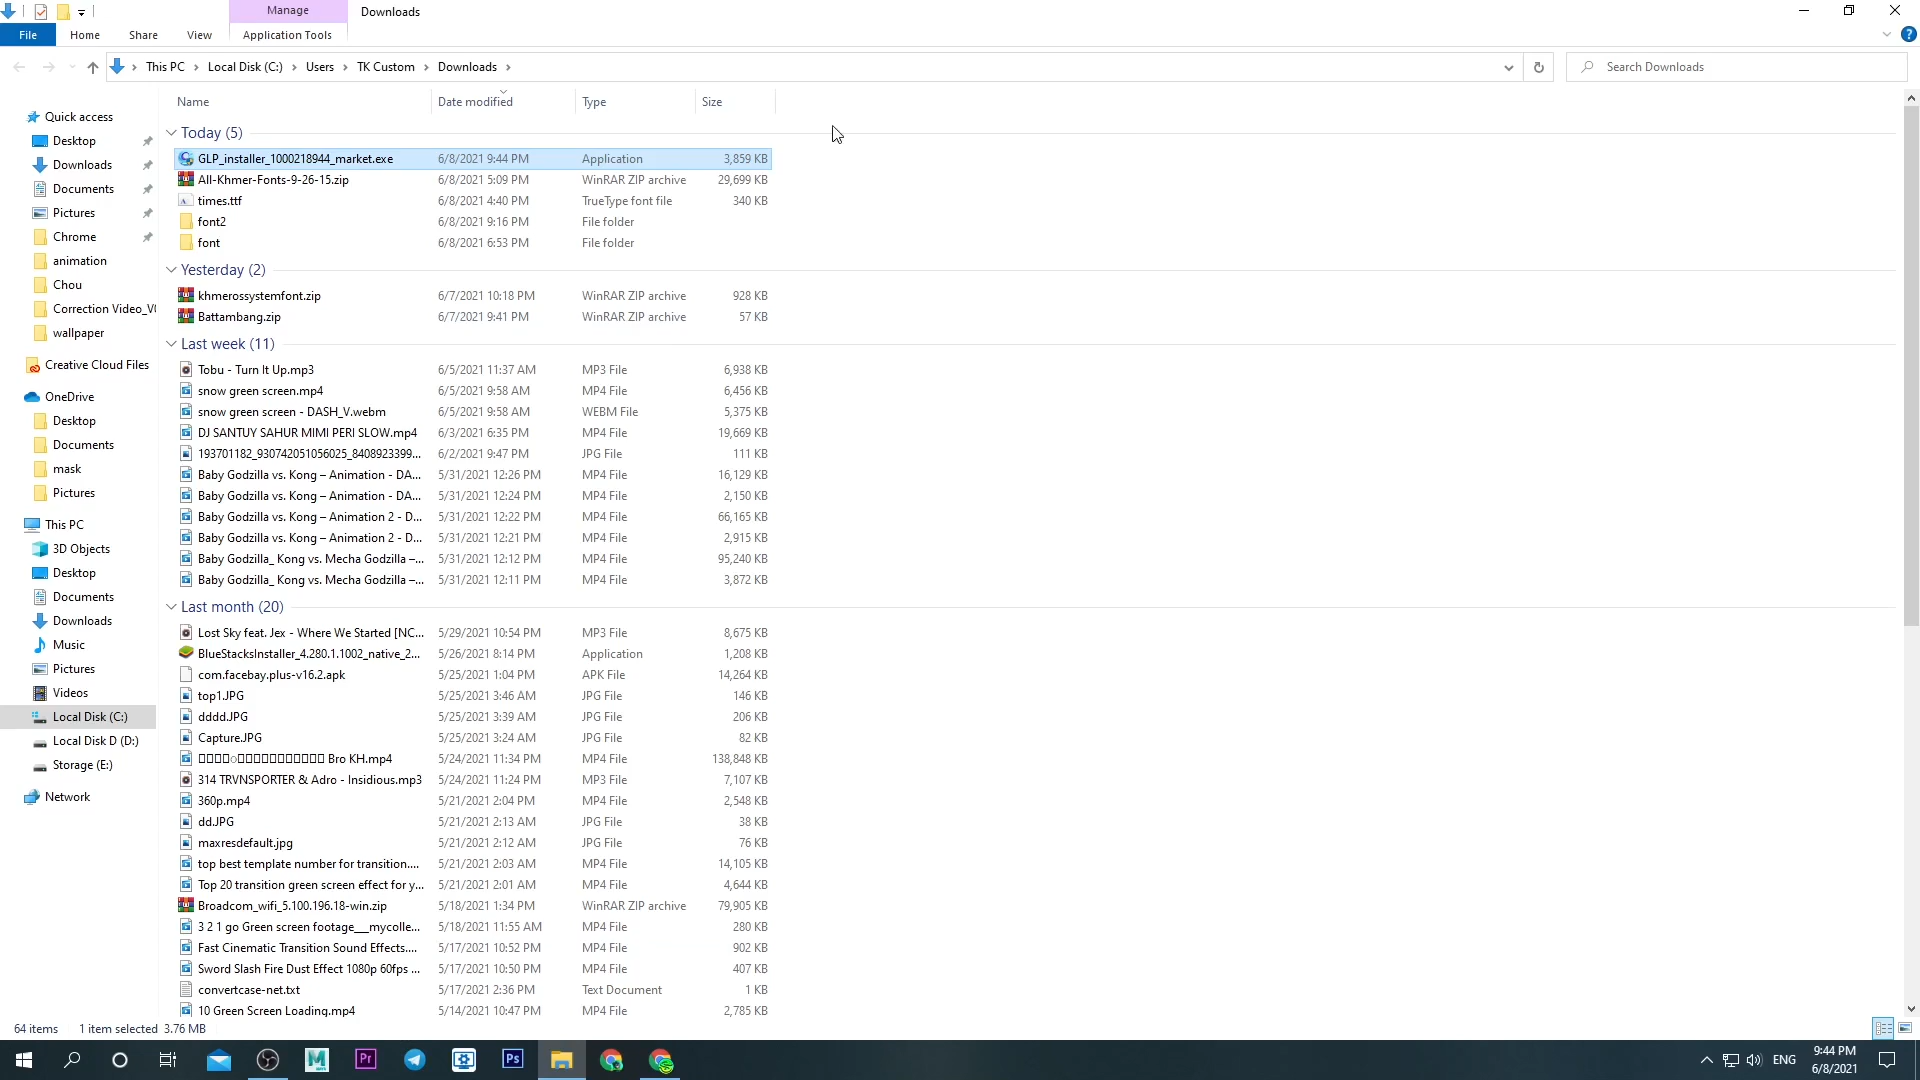 Manage
Downloads
File
Home
Share
View
Application Tools
This PC
Local Disk (C:)
Users
TK Custom
Downloads
Search Downloads
Name
Date modified
Type
Size
Today (5)
GLP_installer_1000218944_market.exe 6/8/2021 9:44 PM Application 3,859 KB
All-Khmer-Fonts-9-26-15.zip 6/8/2021 5:09 PM WinRAR ZIP archive 29,699 KB
times.ttf 6/8/2021 4:40 PM TrueType font file 340 KB
font2 6/8/2021 9:16 PM File folder
font 6/8/2021 6:53 PM File folder
Yesterday (2)
khmerossystemfont.zip 6/7/2021 10:18 PM WinRAR ZIP archive 928 KB
Battambang.zip 6/7/2021 9:41 PM WinRAR ZIP archive 57 KB
Last week (11)
Tobu - Turn It Up.mp3 6/5/2021 11:37 AM MP3 File 6,938 KB
snow green screen.mp4 6/5/2021 9:58 AM MP4 File 6,456 KB
snow green screen - DASH_V.webm 6/5/2021 9:58 AM WEBM File 5,375 KB
DJ SANTUY SAHUR MIMI PERI SLOW.mp4 6/3/2021 6:35 PM MP4 File 19,669 KB
193701182_930742051056025_8408923399... 6/2/2021 9:47 PM JPG File 111 KB
Baby Godzilla vs. Kong – Animation - DA... 5/31/2021 12:26 PM MP4 File 16,129 KB
Baby Godzilla vs. Kong – Animation - DA... 5/31/2021 12:24 PM MP4 File 2,150 KB
Baby Godzilla vs. Kong – Animation 2 - D... 5/31/2021 12:22 PM MP4 File 66,165 KB
Baby Godzilla vs. Kong – Animation 2 - D... 5/31/2021 12:21 PM MP4 File 2,915 KB
Baby Godzilla_ Kong vs. Mecha Godzilla –... 5/31/2021 12:12 PM MP4 File 95,240 KB
Baby Godzilla_ Kong vs. Mecha Godzilla –... 5/31/2021 12:11 PM MP4 File 3,872 KB
Last month (20)
Lost Sky feat. Jex - Where We Started [NC... 5/29/2021 10:54 PM MP3 File 8,675 KB
BlueStacksInstaller_4.280.1.1002_native_2... 5/26/2021 8:14 PM Application 1,208 KB
com.facebay.plus-v16.2.apk 5/25/2021 1:04 PM APK File 14,264 KB
top1.JPG 5/25/2021 3:46 AM JPG File 146 KB
dddd.JPG 5/25/2021 3:39 AM JPG File 206 KB
Capture.JPG 5/25/2021 3:24 AM JPG File 82 KB
Bro KH.mp4 5/24/2021 11:34 PM MP4 File 138,848 KB
314 TRVNSPORTER & Adro - Insidious.mp3 5/24/2021 11:24 PM MP3 File 7,107 KB
360p.mp4 5/21/2021 2:04 PM MP4 File 2,548 KB
dd.JPG 5/21/2021 2:13 AM JPG File 38 KB
maxresdefault.jpg 5/21/2021 2:12 AM JPG File 76 KB
top best template number for transition.... 5/21/2021 2:03 AM MP4 File 14,105 KB
Top 20 transition green screen effect for y... 5/21/2021 2:01 AM MP4 File 4,644 KB
Broadcom_wifi_5.100.196.18-win.zip 5/18/2021 1:34 PM WinRAR ZIP archive 79,905 KB
3 2 1 go Green screen footage___mycolle... 5/18/2021 11:55 AM MP4 File 280 KB
Fast Cinematic Transition Sound Effects.... 5/17/2021 10:52 PM MP4 File 902 KB
Sword Slash Fire Dust Effect 1080p 60fps ... 5/17/2021 10:50 PM MP4 File 407 KB
convertcase-net.txt 5/17/2021 2:36 PM Text Document 1 KB
10 Green Screen Loading.mp4 5/14/2021 10:47 PM MP4 File 2,785 KB
Quick access
Desktop
Downloads
Documents
Pictures
Chrome
animation
Chou
Correction Video_V(
wallpaper
Creative Cloud Files
OneDrive
Desktop
Documents
mask
Pictures
This PC
3D Objects
Desktop
Documents
Downloads
Music
Pictures
Videos
Local Disk (C:)
Local Disk D (D:)
Storage (E:)
Network
64 items
1 item selected 3.76 MB
Pr
Ps
ENG
9:44 PM
6/8/2021